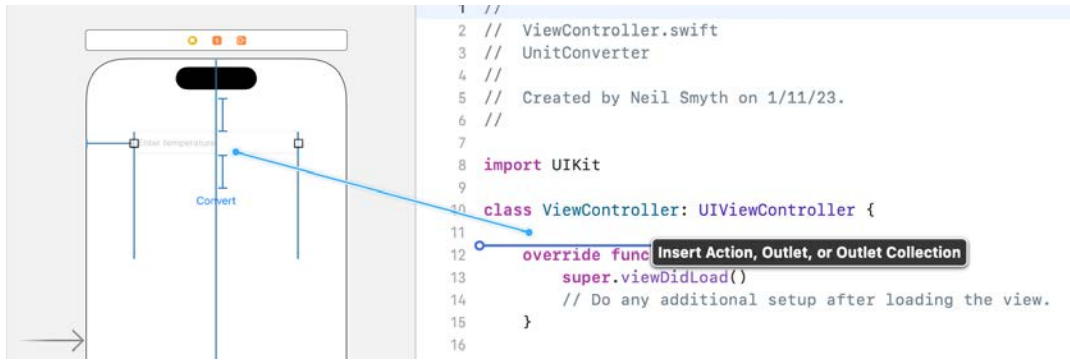 Enter temperature
Convert
1 //
2 // ViewController.swift
3 // UnitConverter
4 //
5 // Created by Neil Smyth on 1/11/23.
6 //
7
8 import UIKit
9
10 class ViewController: UIViewController {
11
12 override func Insert Action, Outlet, or Outlet Collection
13 super.viewDidLoad()
14 // Do any additional setup after loading the view.
15 }
16